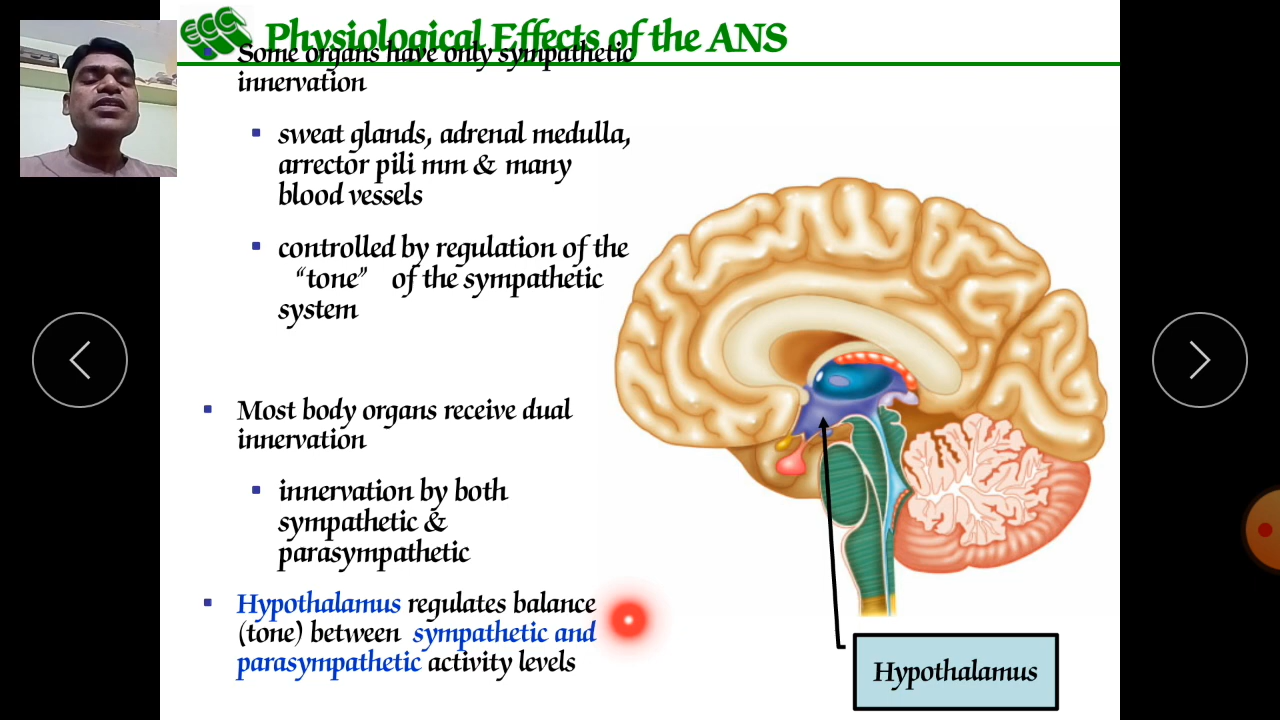 ECC
Physiological Effects of the ANS
Some organs have only sympathetic
innervation
sweat glands, adrenal medulla,
arrector pili mm & many
blood vessels
controlled by regulation of the
“tone” of the sympathetic
system
Most body organs receive dual
innervation
innervation by both
sympathetic &
parasympathetic
Hypothalamus regulates balance
(tone) between sympathetic and
parasympathetic activity levels
Hypothalamus